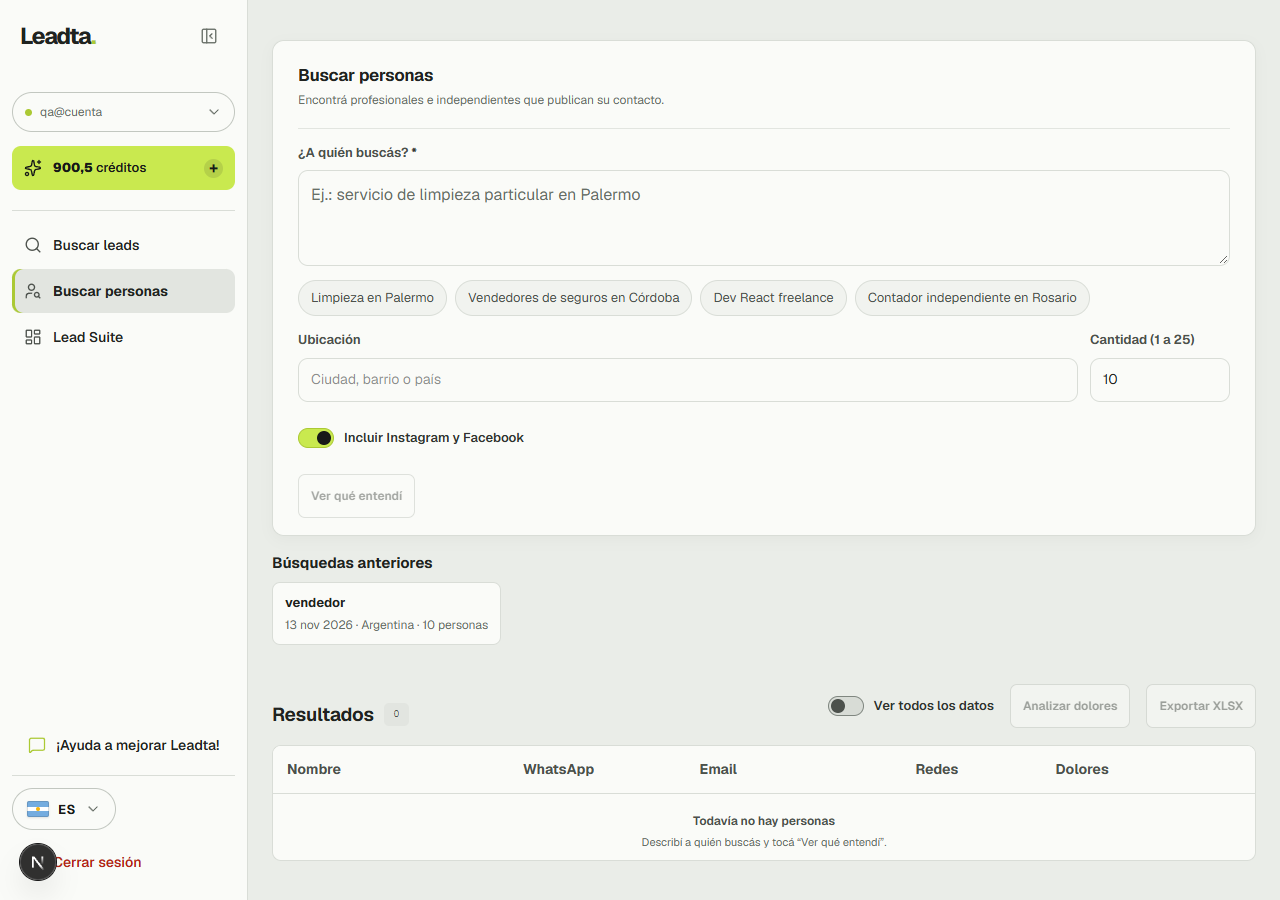 Leadta.
qa@cuenta
900,5 créditos
+
Buscar leads
Buscar personas
Lead Suite
¡Ayuda a mejorar Leadta!
ES
N
Cerrar sesión
Buscar personas
Encontrá profesionales e independientes que publican su contacto.
¿A quién buscás? *
Ej.: servicio de limpieza particular en Palermo
Limpieza en Palermo
Vendedores de seguros en Córdoba
Dev React freelance
Contador independiente en Rosario
Ubicación
Cantidad (1 a 25)
Ciudad, barrio o país
10
Incluir Instagram y Facebook
Ver qué entendí
Búsquedas anteriores
vendedor
13 nov 2026 · Argentina · 10 personas
Resultados 0
Ver todos los datos
Analizar dolores
Exportar XLSX
Nombre WhatsApp Email Redes Dolores
Todavía no hay personas
Describí a quién buscás y tocá “Ver qué entendí”.